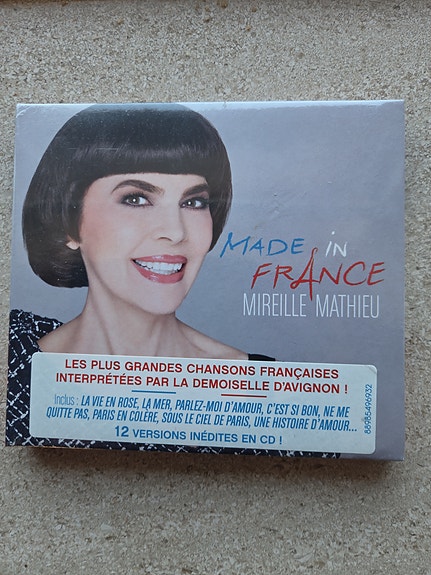 MADE in
FRANCE
MIREILLE MATHIEU
LES PLUS GRANDES CHANSONS FRANÇAISES
INTERPRÉTÉES PAR LA DEMOISELLE D'AVIGNON !
Inclus : LA VIE EN ROSE, LA MER, PARLEZ-MOI D'AMOUR, C'EST SI BON, NE ME
QUITTE PAS, PARIS EN COLÈRE, SOUS LE CIEL DE PARIS, UNE HISTOIRE D'AMOUR...
12 VERSIONS INÉDITES EN CD !
88985496932